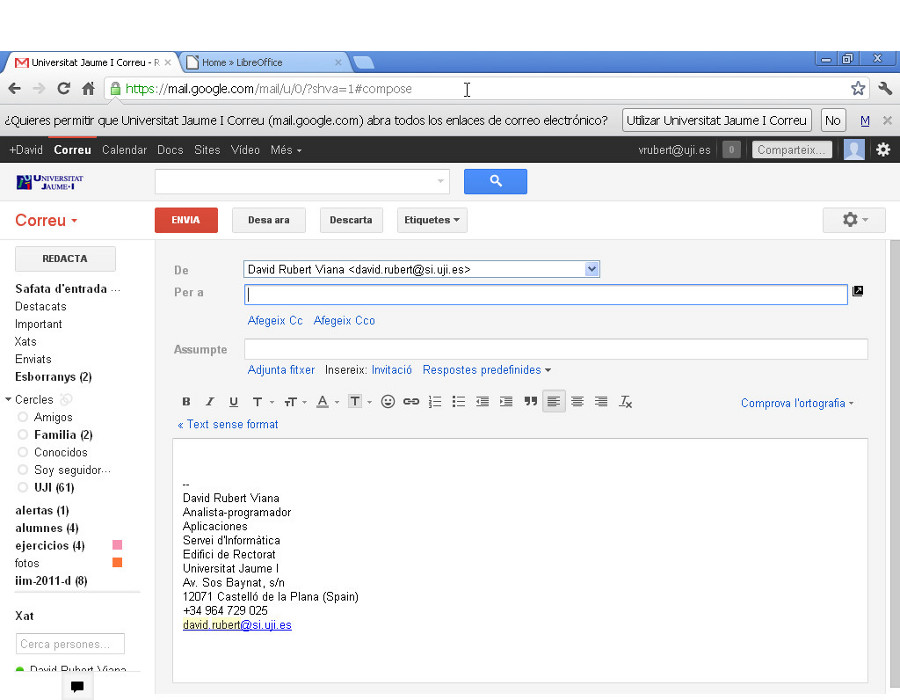 Universitat Jaume I Correu - R
Home » LibreOffice
https://mail.google.com/mail/u/0/?shva=1#compose
¿Quieres permitir que Universitat Jaume I Correu (mail.google.com) abra todos los enlaces de correo electrónico? Utilizar Universitat Jaume I Correu No M
+David Correu Calendar Docs Sites Vídeo Més vrubert@uji.es 0 Comparteix...
UNIVERSITAT
JAUME·I
Correu ENVIA Desa ara Descarta Etiquetes
REDACTA
Safata d'entrada ...
Destacats
Important
Xats
Enviats
Esborranys (2)
Cercles
Amigos
Familia (2)
Conocidos
Soy seguidor...
UJI (61)
alertas (1)
alumnes (4)
ejercicios (4)
fotos
iim-2011-d (8)
Xat
Cerca persones...
David Rubert Viana
De David Rubert Viana <david.rubert@si.uji.es>
Per a
Afegeix Cc Afegeix Cco
Assumpte
Adjunta fitxer Insereix: Invitació Respostes predefinides
B I U T T A T Comprova l'ortografia
« Text sense format
--
David Rubert Viana
Analista-programador
Aplicaciones
Servei d'Informàtica
Edifici de Rectorat
Universitat Jaume I
Av. Sos Baynat, s/n
12071 Castelló de la Plana (Spain)
+34 964 729 025
david.rubert@si.uji.es